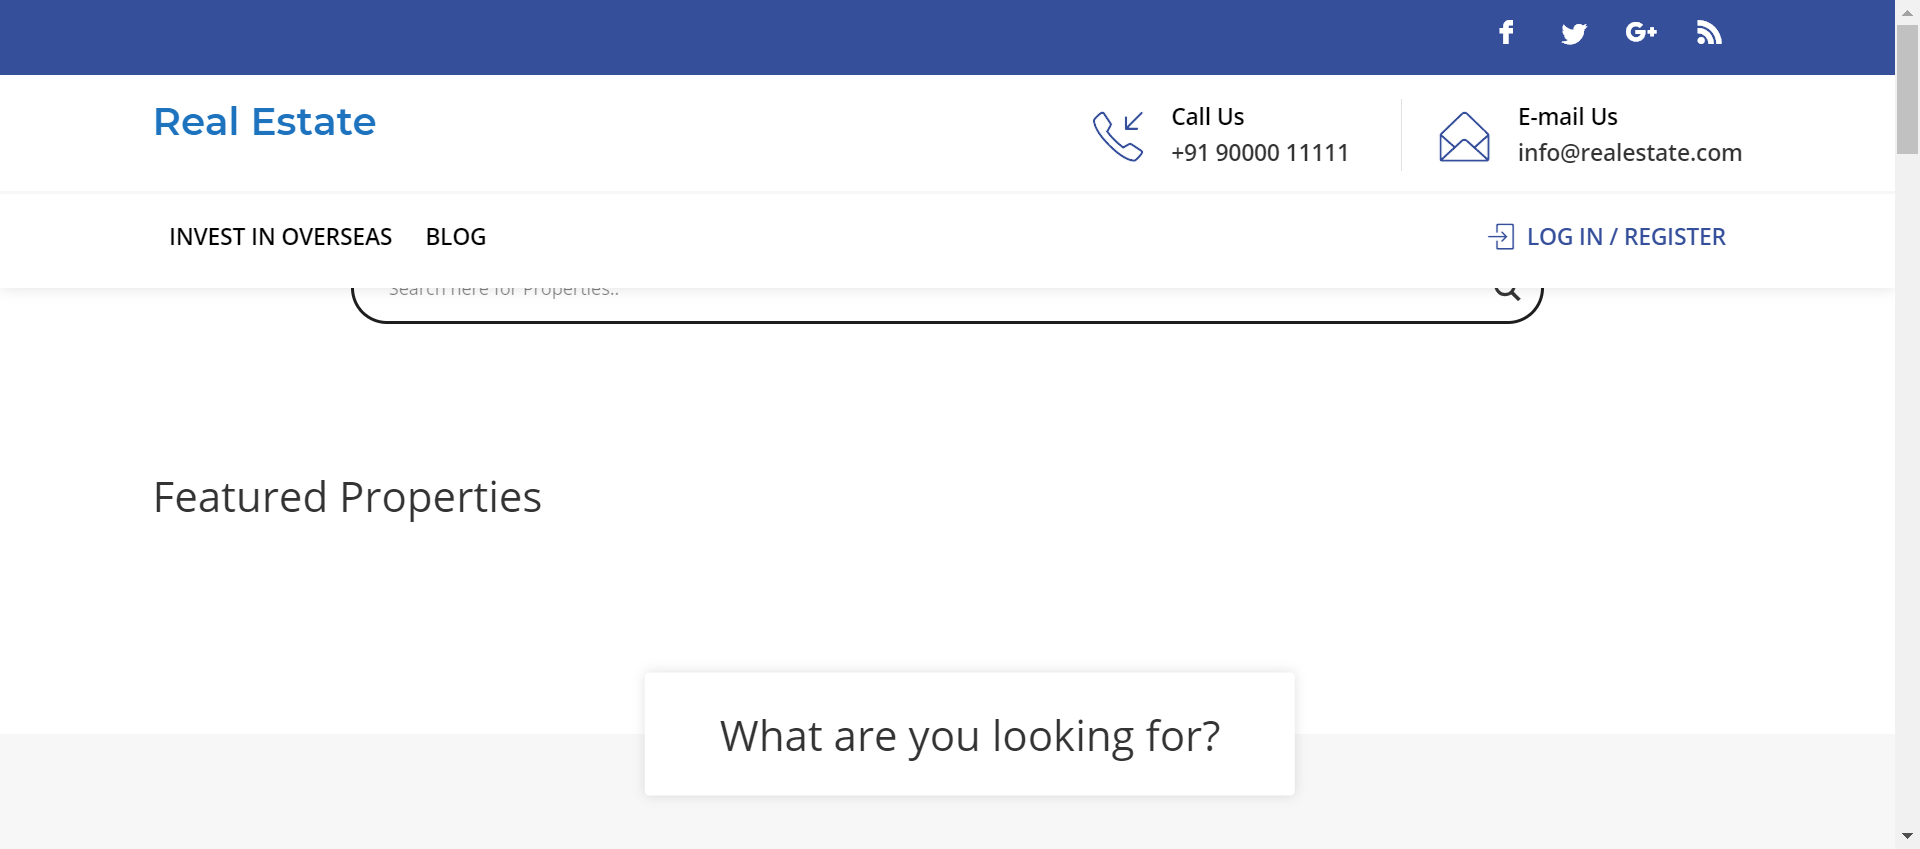 Real Estate
Call Us
+91 90000 11111
E-mail Us
info@realestate.com
INVEST IN OVERSEAS
BLOG
LOG IN / REGISTER
Search here for Properties..
Featured Properties
What are you looking for?